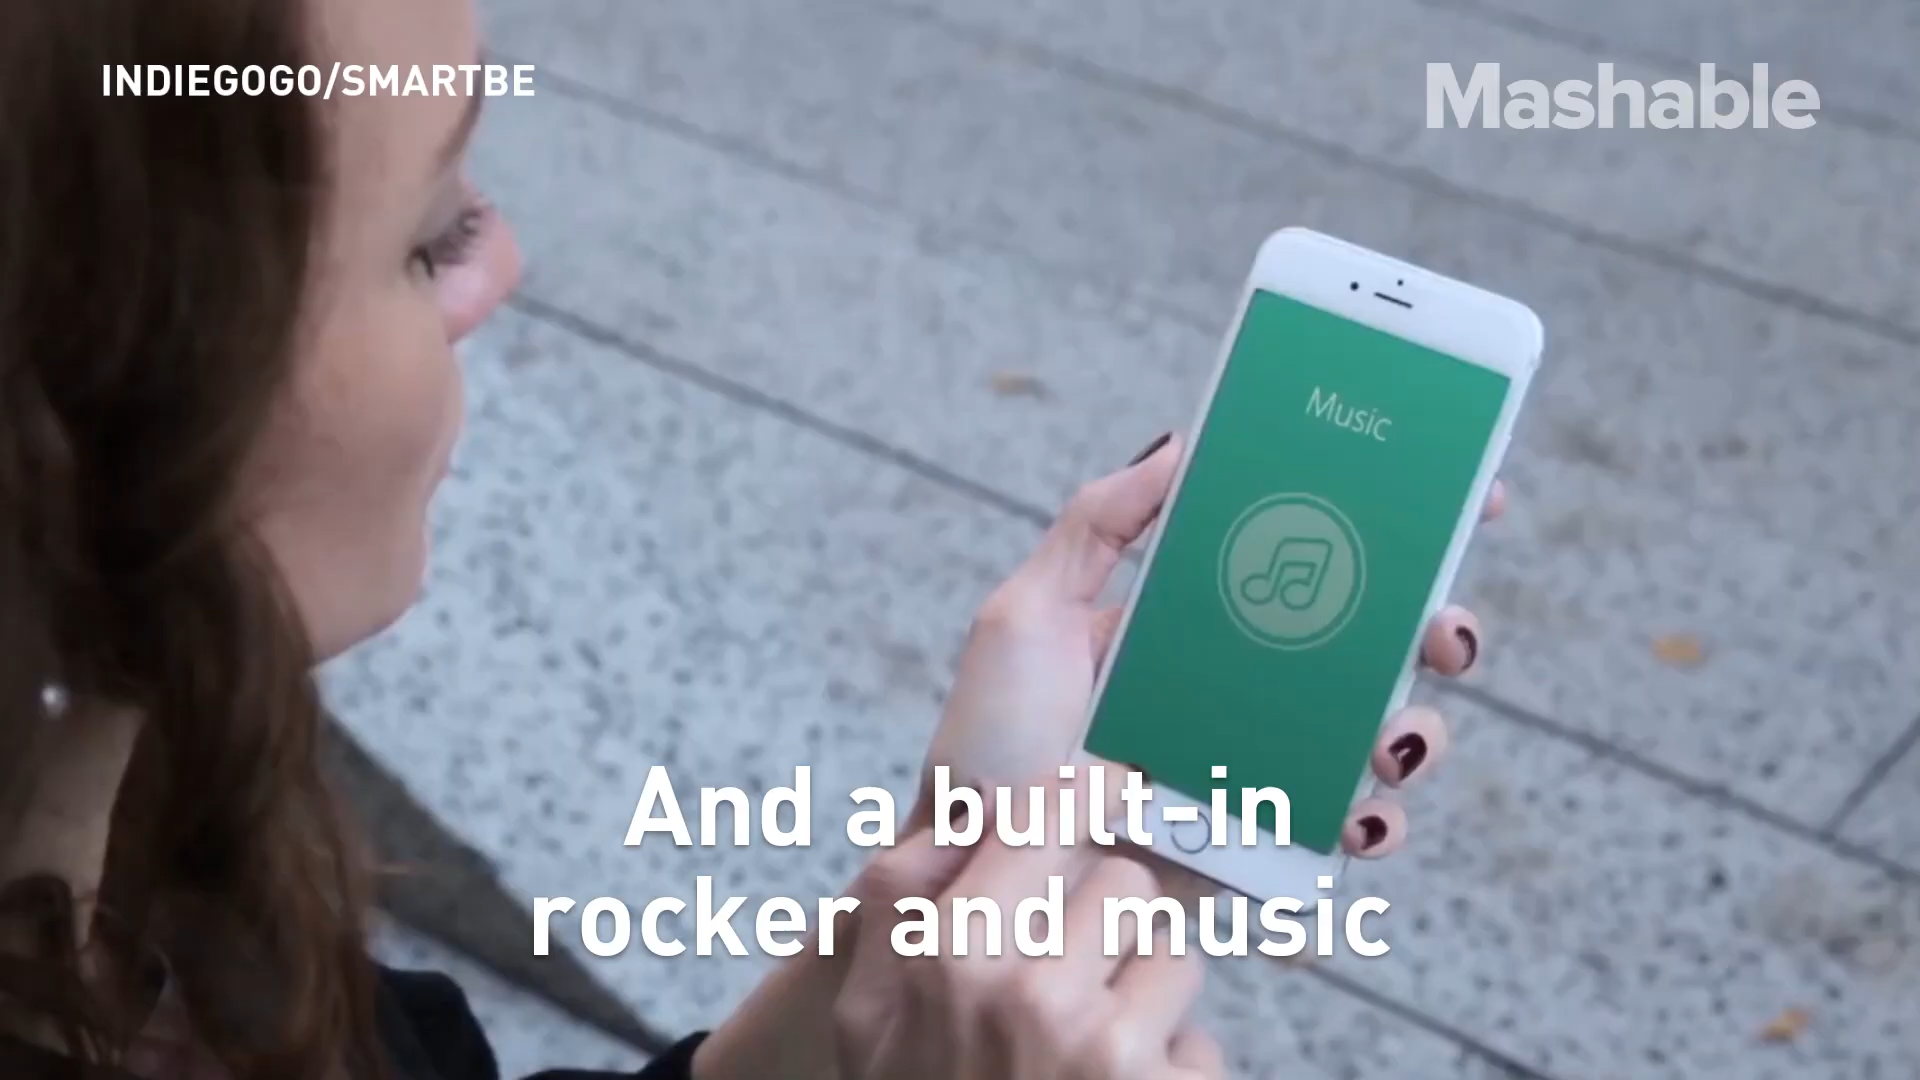 INDIEGOGO/SMARTBE
Mashable
Music
And a built-in
rocker and music